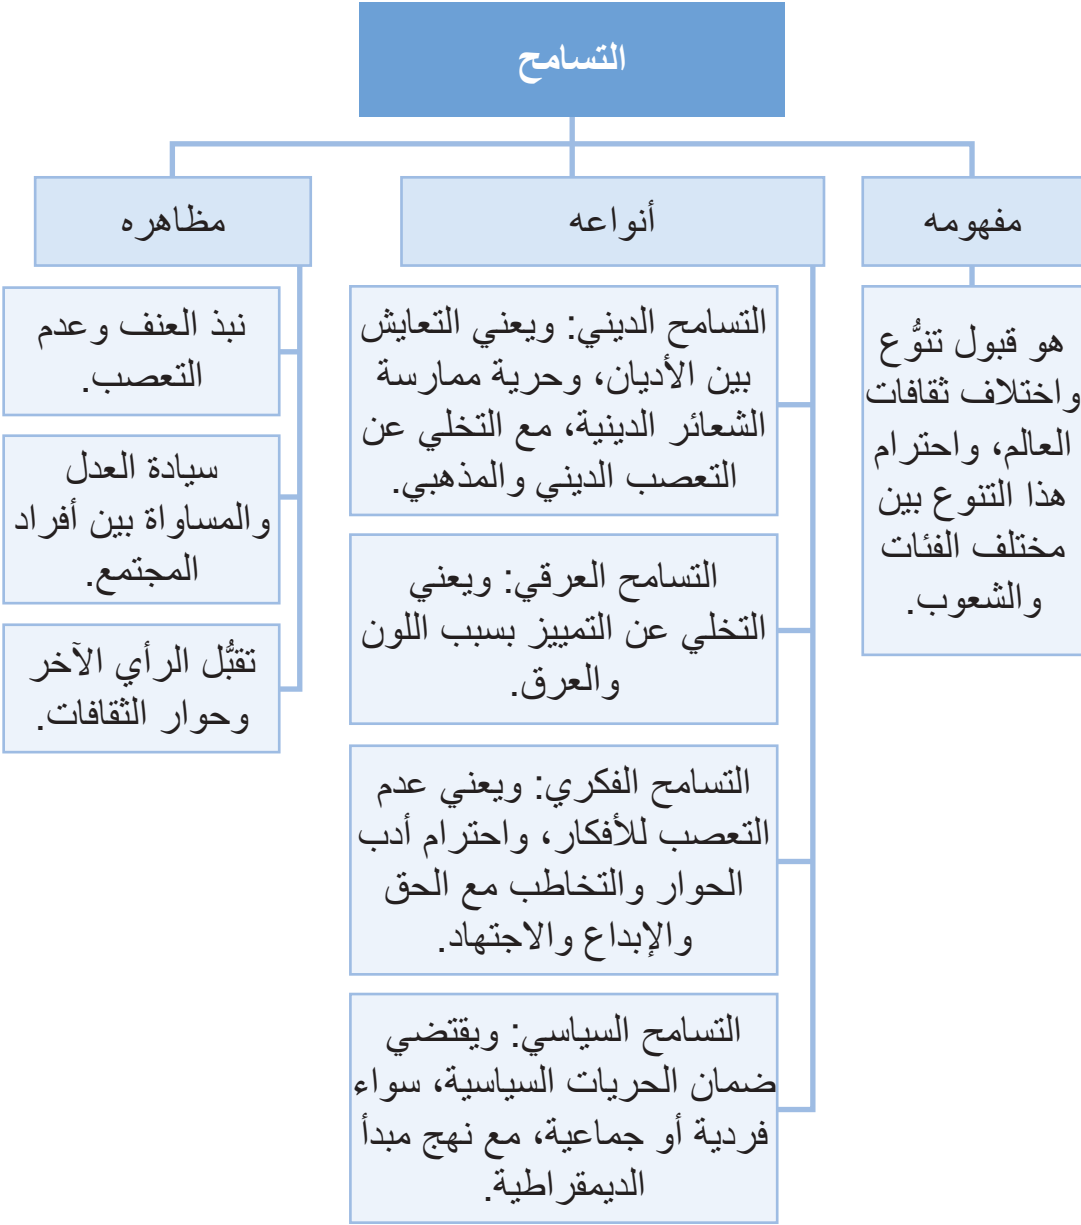 التسامح
مفهومه
هو قبول تنوُّع
واختلاف ثقافات
العالم، واحترام
هذا التنوع بين
مختلف الفئات
والشعوب.
أنواعه
التسامح الديني: ويعني التعايش
بين الأديان، وحرية ممارسة
الشعائر الدينية، مع التخلي عن
التعصب الديني والمذهبي.
التسامح العرقي: ويعني
التخلي عن التمييز بسبب اللون
والعرق.
التسامح الفكري: ويعني عدم
التعصب للأفكار، واحترام أدب
الحوار والتخاطب مع الحق
والإبداع والاجتهاد.
التسامح السياسي: ويقتضي
ضمان الحريات السياسية، سواء
فردية أو جماعية، مع نهج مبدأ
الديمقراطية.
مظاهره
نبذ العنف وعدم
التعصب.
سيادة العدل
والمساواة بين أفراد
المجتمع.
تقبُّل الرأي الآخر
وحوار الثقافات.